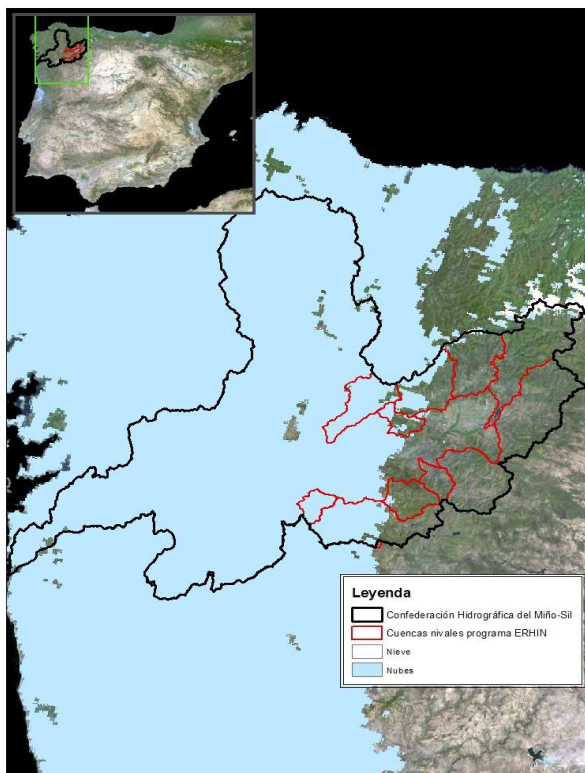 Leyenda
Confederación Hidrográfica del Miño-Sil
Cuencas nivales programa ERHIN
Nieve
Nubes